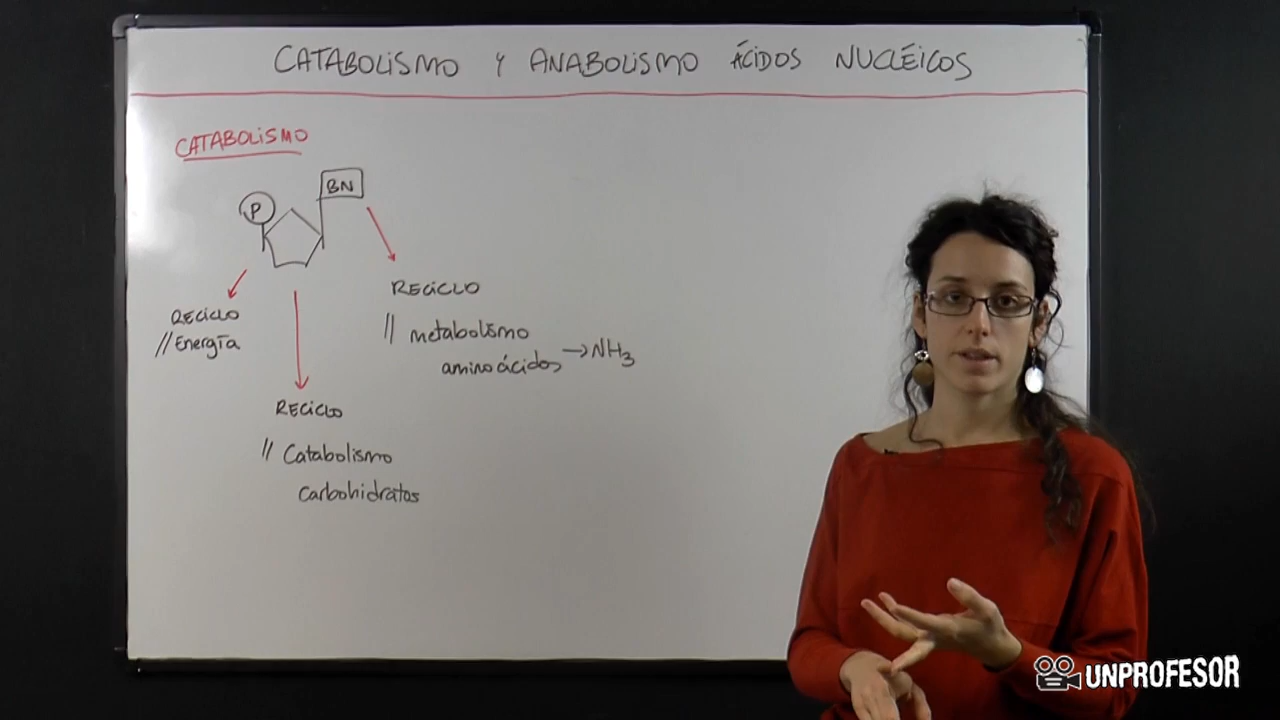 CATABOLISMO Y ANABOLISMO ÁCIDOS NUCLÉICOS
CATABOLISMO
BN
P
RECICLO
// Energía
RECICLO
// metabolismo
aminoácidos → NH3
RECICLO
// Catabolismo
carbohidratos
UNPROFESOR